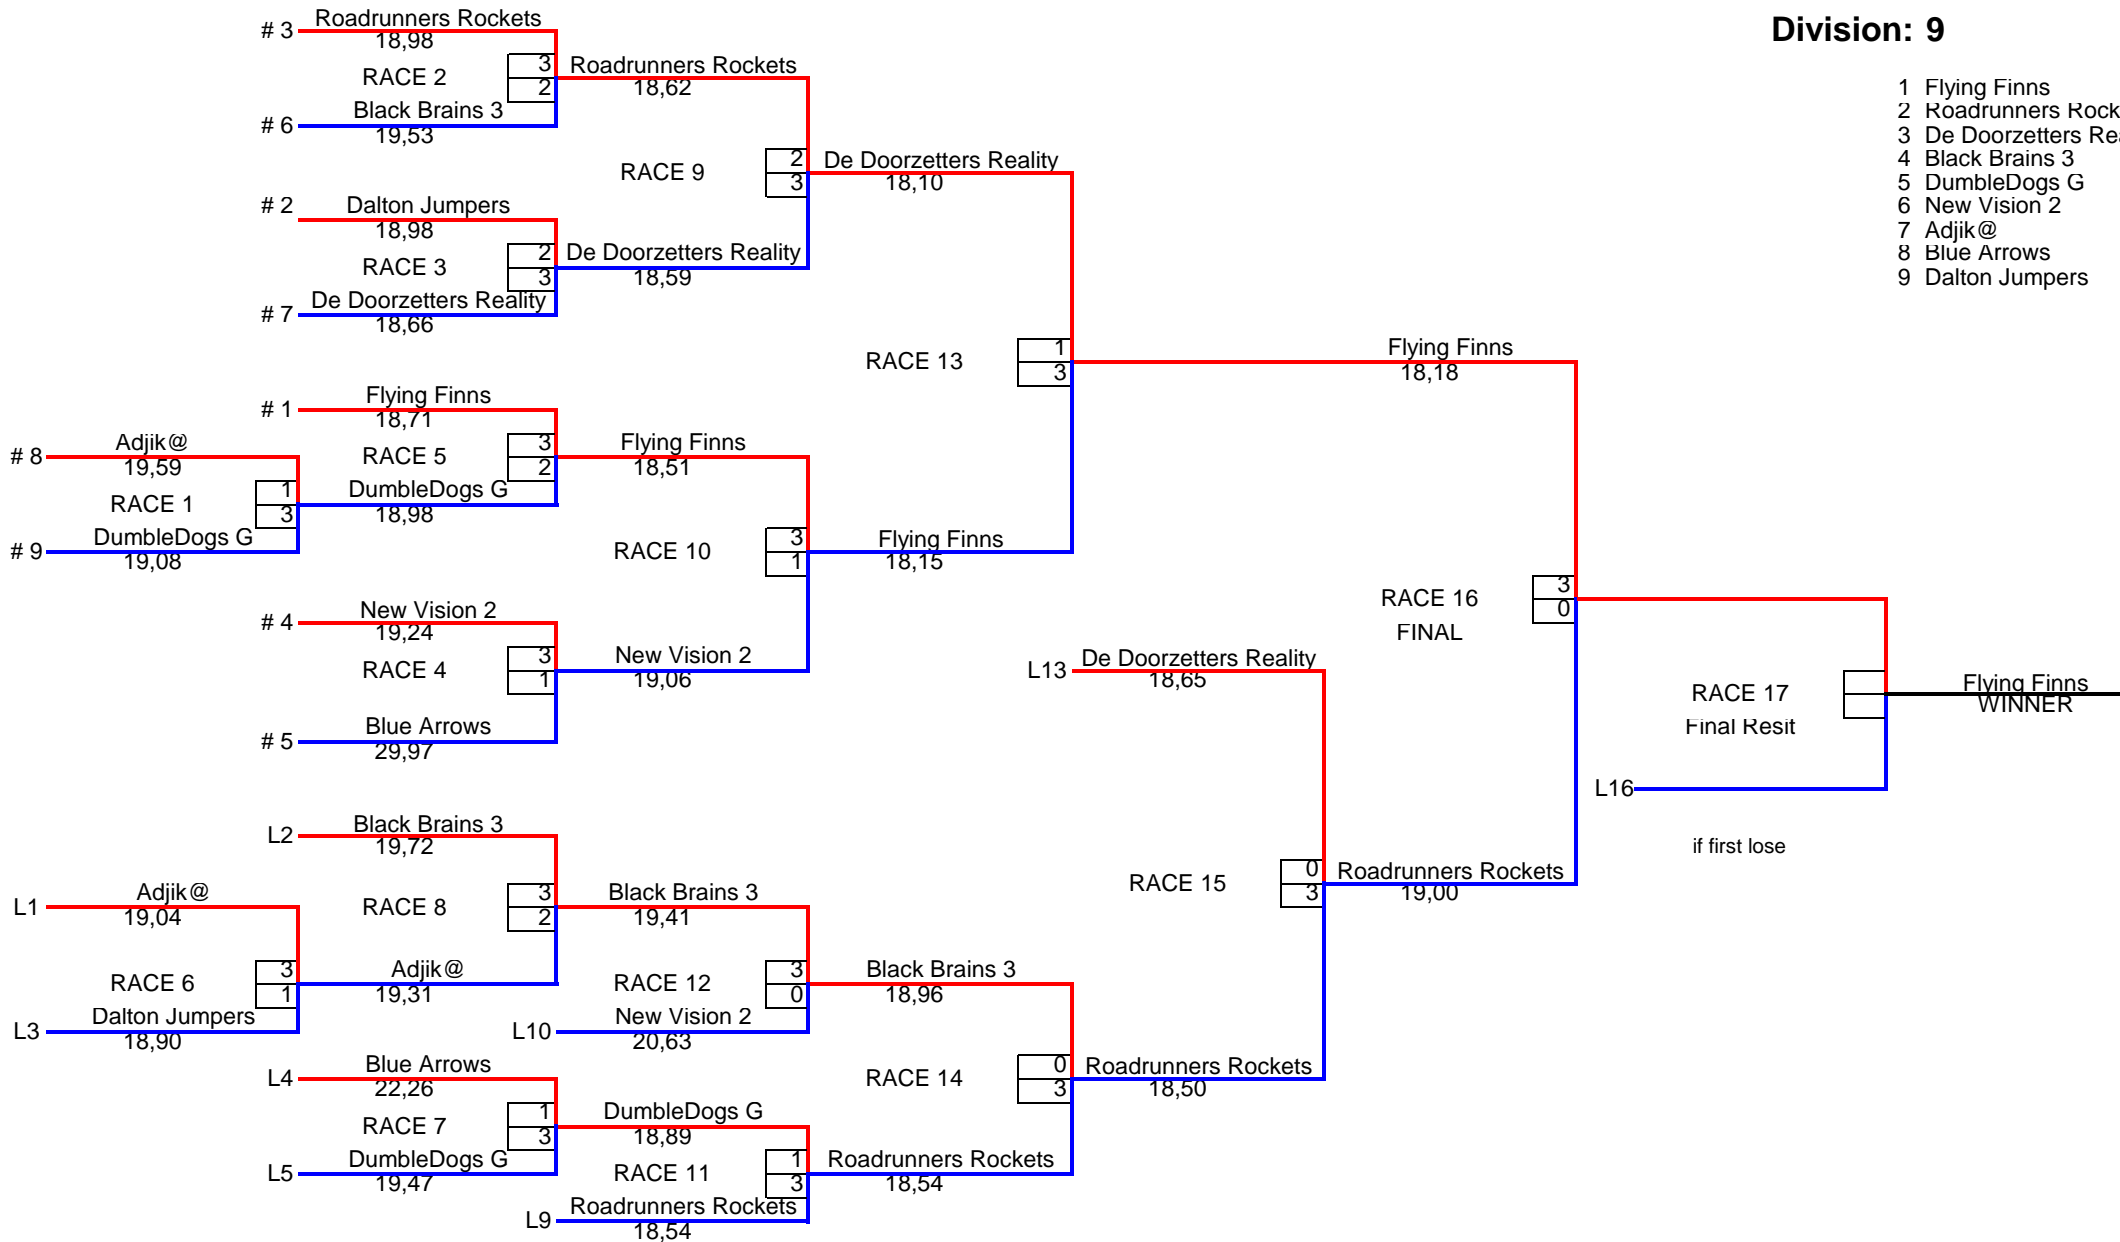 Division: 9
1 Flying Finns
2 Roadrunners Rock
3 De Doorzetters Rea
4 Black Brains 3
5 DumbleDogs G
6 New Vision 2
7 Adjik@
8 Blue Arrows
9 Dalton Jumpers
# 3 Roadrunners Rockets
18,98
RACE 2 3
2
# 6 Black Brains 3
19,53
Roadrunners Rockets
18,62
RACE 9 2
3
# 2 Dalton Jumpers
18,98
RACE 3 2
3
# 7 De Doorzetters Reality
18,66
De Doorzetters Reality
18,59
De Doorzetters Reality
18,10
RACE 13 1
3
# 1 Flying Finns
18,71
RACE 5 3
2
# 8 Adjik@
19,59
RACE 1 1
3
# 9 DumbleDogs G
19,08
DumbleDogs G
18,98
Flying Finns
18,51
RACE 10 3
1
Flying Finns
18,15
# 4 New Vision 2
19,24
RACE 4 3
1
# 5 Blue Arrows
29,97
New Vision 2
19,06
Flying Finns
18,18
RACE 16 3
FINAL 0
L13 De Doorzetters Reality
18,65
RACE 15 0
3
Roadrunners Rockets
19,00
RACE 17
Final Resit
Flying Finns
WINNER
L16
if first lose
L2 Black Brains 3
19,72
RACE 8 3
2
L1 Adjik@
19,04
RACE 6 3
1
L3 Dalton Jumpers
18,90
Adjik@
19,31
Black Brains 3
19,41
RACE 12 3
0
L10 New Vision 2
20,63
Black Brains 3
18,96
RACE 14 0
3
Roadrunners Rockets
18,50
L4 Blue Arrows
22,26
RACE 7 1
3
L5 DumbleDogs G
19,47
DumbleDogs G
18,89
RACE 11 1
3
L9 Roadrunners Rockets
18,54
Roadrunners Rockets
18,54